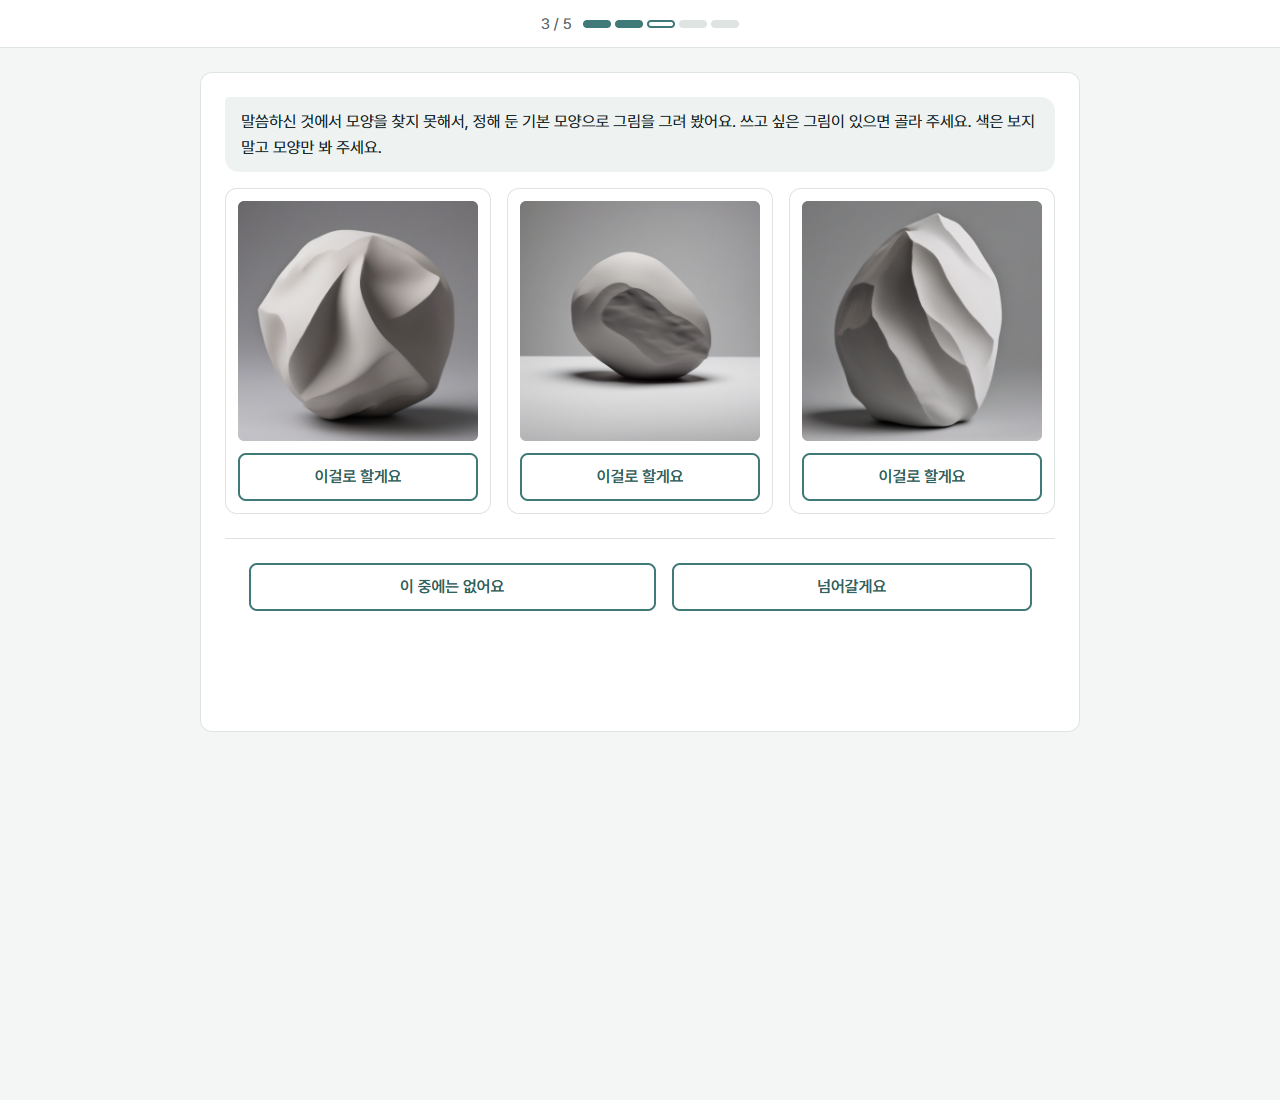 3 / 5
말씀하신 것에서 모양을 찾지 못해서, 정해 둔 기본 모양으로 그림을 그려 봤어요. 쓰고 싶은 그림이 있으면 골라 주세요. 색은 보지
말고 모양만 봐 주세요.
이걸로 할게요
이걸로 할게요
이걸로 할게요
이 중에는 없어요
넘어갈게요